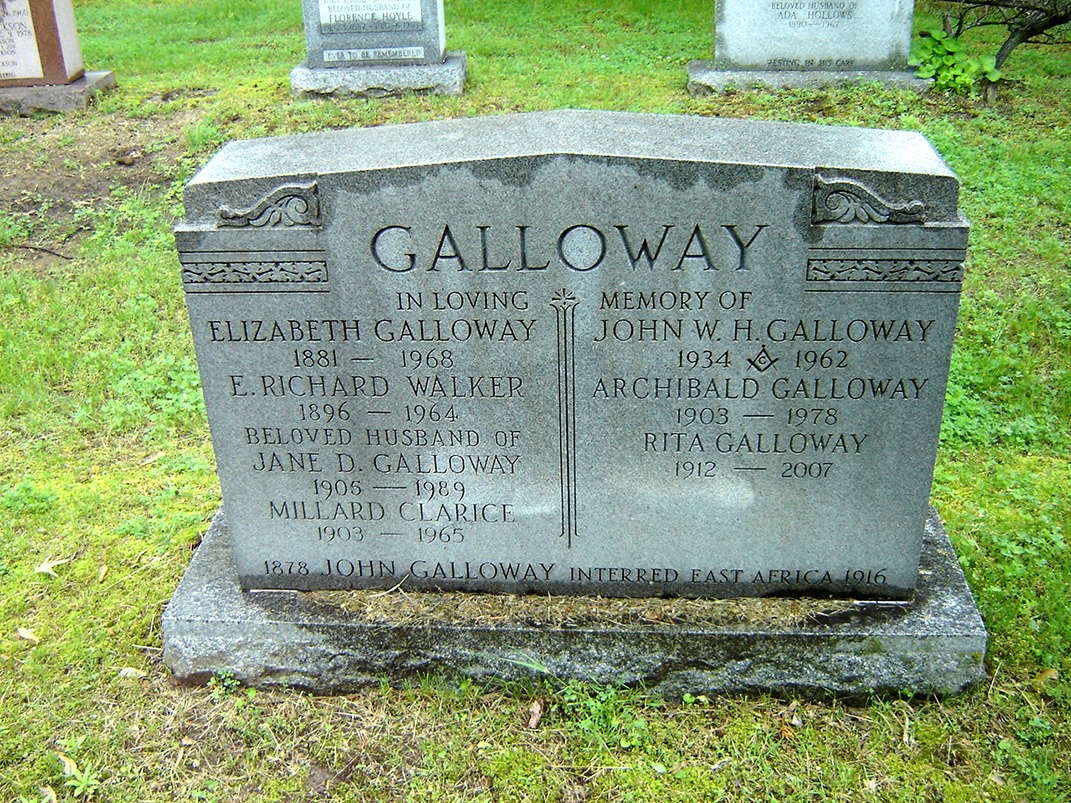 BELOVED HUSBAND OF
FLORENCE HOYLE
EVER TO BE REMEMBERED
BELOVED HUSBAND OF
ADA HOLLOWS
1890-1967
RESTING IN HIS CARE
GALLOWAY
IN LOVING MEMORY OF
ELIZABETH GALLOWAY
1881 — 1968
E. RICHARD WALKER
1896 — 1964
BELOVED HUSBAND OF
JANE D. GALLOWAY
1905 — 1989
MILLARD CLARICE
1903 — 1965
JOHN W. H. GALLOWAY
1934 G 1962
ARCHIBALD GALLOWAY
1903 — 1978
RITA GALLOWAY
1912 — 2007
1878 JOHN GALLOWAY INTERRED EAST AFRICA 1916